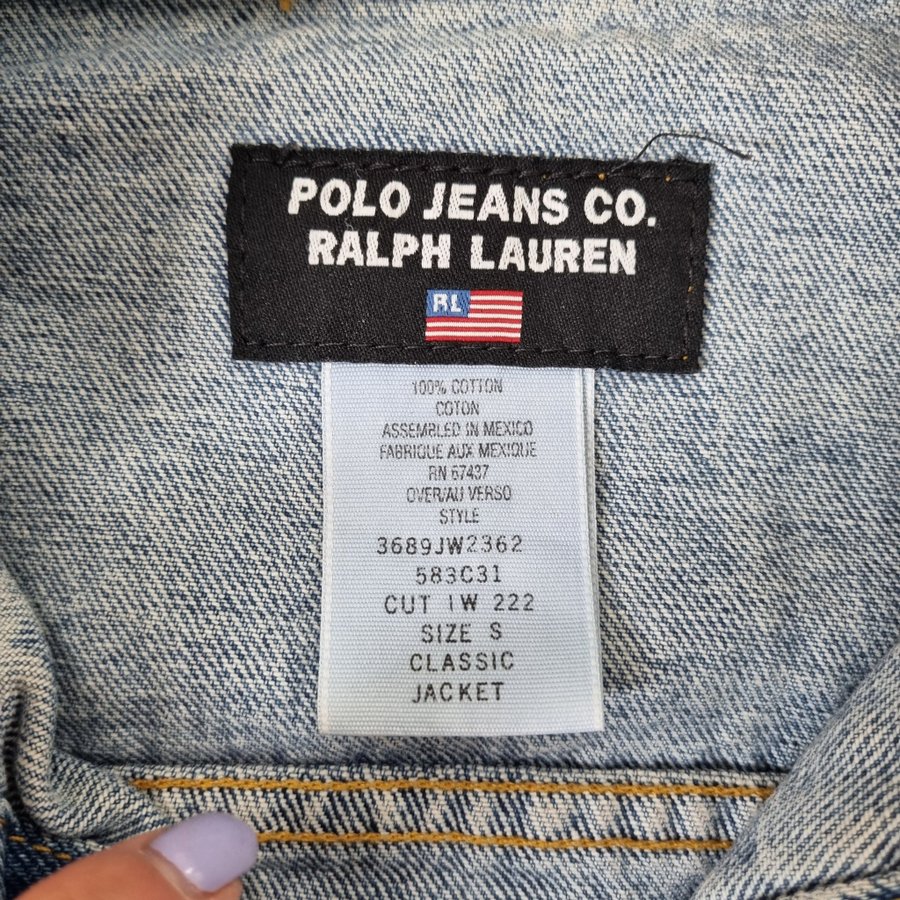 POLO JEANS CO.
RALPH LAUREN
RL
100% COTTON
COTON
ASSEMBLED IN MEXICO
FABRIQUE AUX MEXIQUE
RN 67437
OVER/AU VERSO
STYLE
3689JW2362
583C31
CUT IW 222
SIZE S
CLASSIC
JACKET